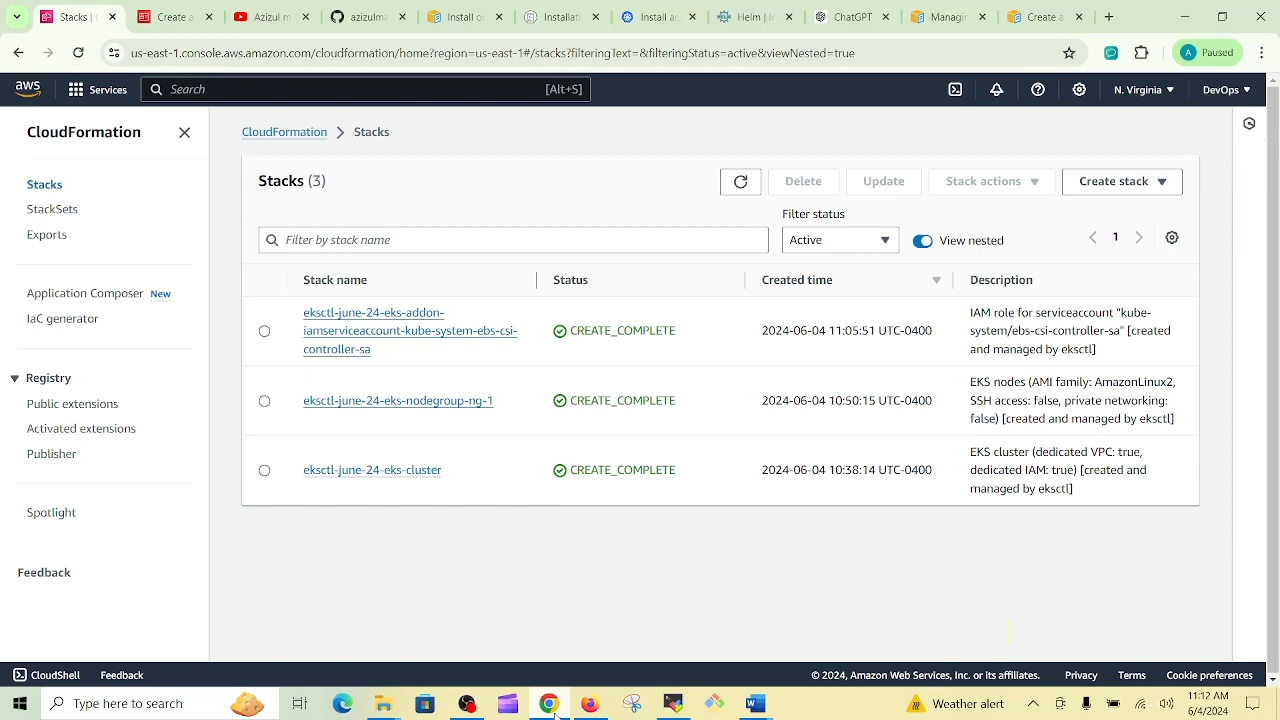 Stacks | C
Create a
Azizul m
azizulma
Install an
Installati
Install an
Helm | In
ChatGPT
Managin
Create a
us-east-1.console.aws.amazon.com/cloudformation/home?region=us-east-1#/stacks?filteringText=&filteringStatus=active&viewNested=true
A Paused
aws
Services
Search
[Alt+S]
N. Virginia
DevOps
CloudFormation
Stacks
StackSets
Exports
Application Composer New
IaC generator
Registry
Public extensions
Activated extensions
Publisher
Spotlight
Feedback
CloudFormation > Stacks
Stacks (3)
Delete
Update
Stack actions
Create stack
Filter status
Filter by stack name
Active
View nested
1
Stack name
Status
Created time
Description
eksctl-june-24-eks-addon-
iamserviceaccount-kube-system-ebs-csi-
controller-sa
CREATE_COMPLETE
2024-06-04 11:05:51 UTC-0400
IAM role for serviceaccount "kube-
system/ebs-csi-controller-sa" [created
and managed by eksctl]
eksctl-june-24-eks-nodegroup-ng-1
CREATE_COMPLETE
2024-06-04 10:50:15 UTC-0400
EKS nodes (AMI family: AmazonLinux2,
SSH access: false, private networking:
false) [created and managed by eksctl]
eksctl-june-24-eks-cluster
CREATE_COMPLETE
2024-06-04 10:38:14 UTC-0400
EKS cluster (dedicated VPC: true,
dedicated IAM: true) [created and
managed by eksctl]
CloudShell
Feedback
© 2024, Amazon Web Services, Inc. or its affiliates.
Privacy
Terms
Cookie preferences
Type here to search
Weather alert
11:12 AM
6/4/2024